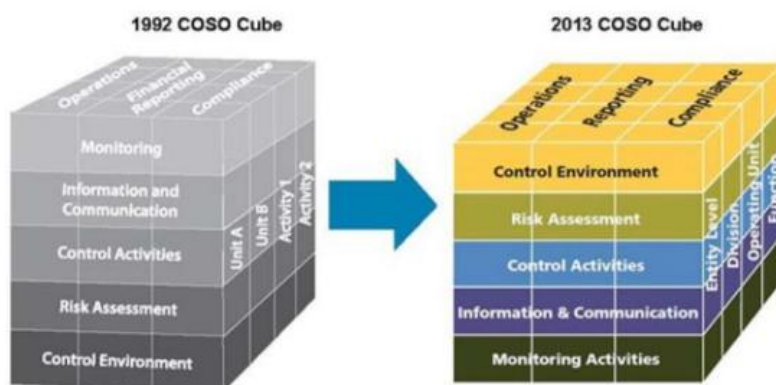 1992 COSO Cube
2013 COSO Cube
Operations
Financial
Reporting
Compliance
Monitoring
Information and
Communication
Control Activities
Risk Assessment
Control Environment
Unit A
Unit B
Activity 1
Activity 2
Operations
Reporting
Compliance
Control Environment
Risk Assessment
Control Activities
Information & Communication
Monitoring Activities
Entity Level
Division
Operating Unit
Function